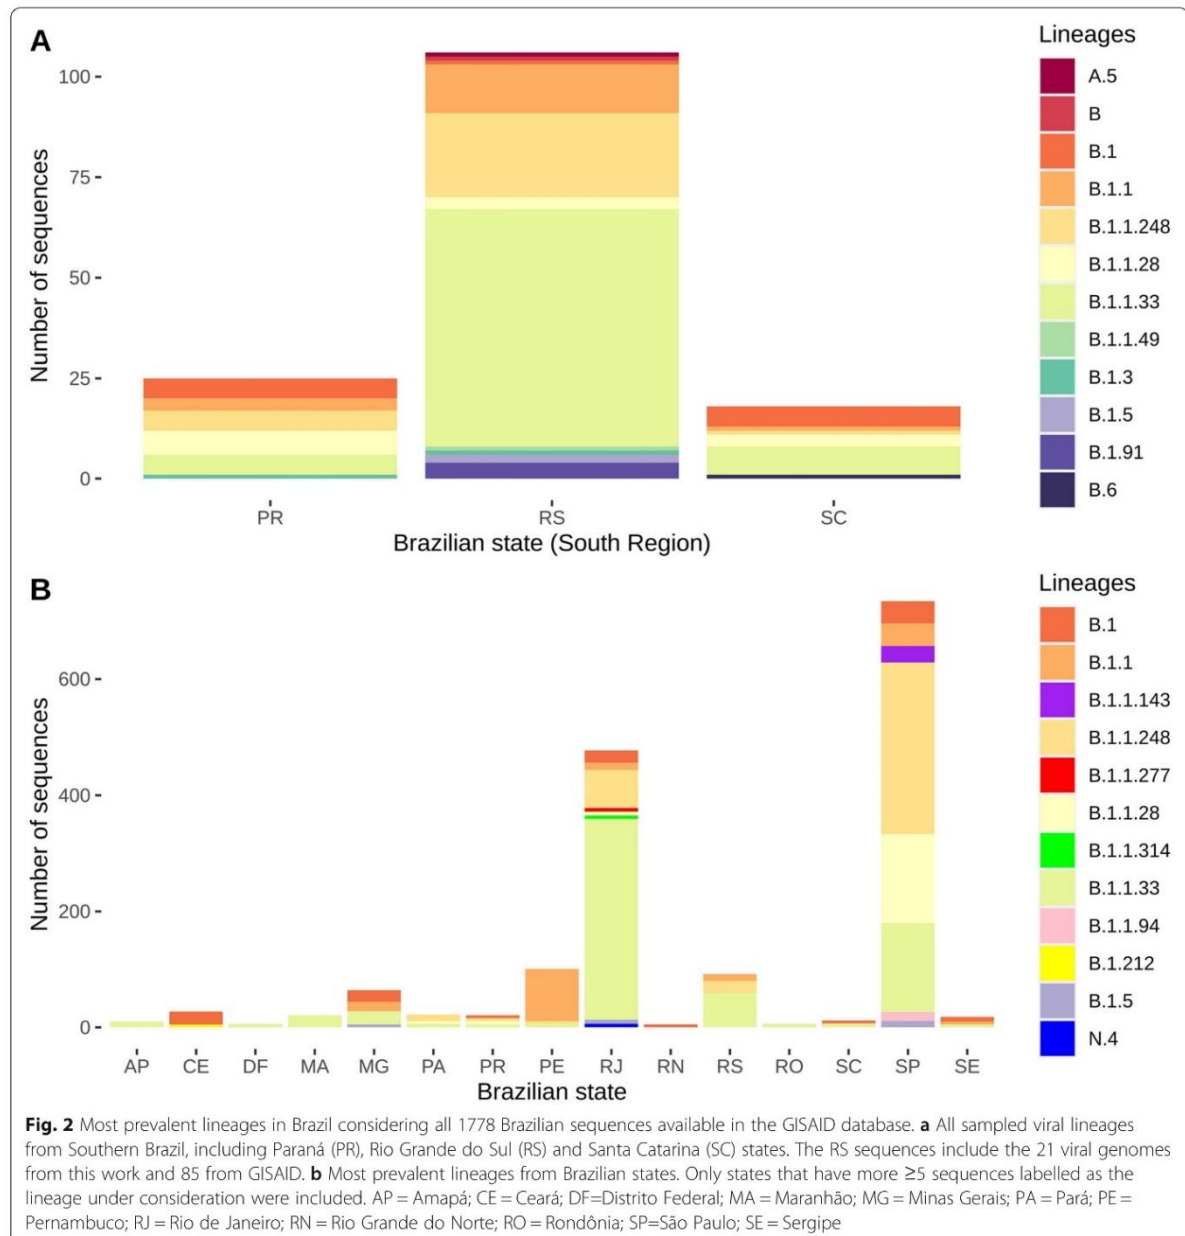 A
Number of sequences
100
75
50
25
0
PR
RS
SC
Brazilian state (South Region)
Lineages
A.5
B
B.1
B.1.1
B.1.1.248
B.1.1.28
B.1.1.33
B.1.1.49
B.1.3
B.1.5
B.1.91
B.6
B
Number of sequences
600
400
200
0
AP CE DF MA MG PA PR PE RJ RN RS RO SC SP SE
Brazilian state
Lineages
B.1
B.1.1
B.1.1.143
B.1.1.248
B.1.1.277
B.1.1.28
B.1.1.314
B.1.1.33
B.1.1.94
B.1.212
B.1.5
N.4
Fig. 2 Most prevalent lineages in Brazil considering all 1778 Brazilian sequences available in the GISAID database. a All sampled viral lineages
from Southern Brazil, including Paraná (PR), Rio Grande do Sul (RS) and Santa Catarina (SC) states. The RS sequences include the 21 viral genomes
from this work and 85 from GISAID. b Most prevalent lineages from Brazilian states. Only states that have more ≥5 sequences labelled as the
lineage under consideration were included. AP = Amapá; CE = Ceará; DF=Distrito Federal; MA = Maranhão; MG = Minas Gerais; PA = Pará; PE =
Pernambuco; RJ = Rio de Janeiro; RN = Rio Grande do Norte; RO = Rondônia; SP=São Paulo; SE = Sergipe